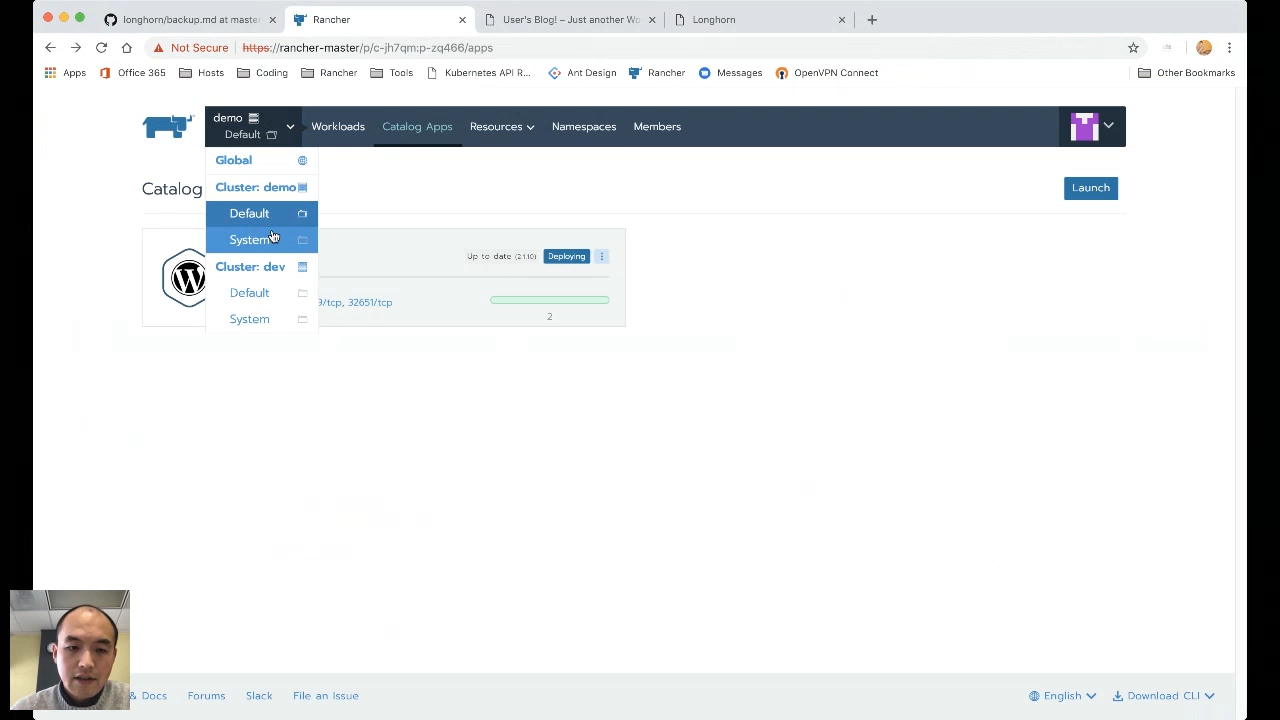 longhorn/backup.md at master
Rancher
User's Blog! – Just another Wo
Longhorn
Not Secure
https://rancher-master/p/c-jh7qm:p-zq466/apps
Apps
Office 365
Hosts
Coding
Rancher
Tools
Kubernetes API R...
Ant Design
Rancher
Messages
OpenVPN Connect
Other Bookmarks
demo
Default
Workloads
Catalog Apps
Resources
Namespaces
Members
Global
Cluster: demo
Catalog
Launch
Default
System
Up to date (2.1.10)
Deploying
Cluster: dev
Default
9/tcp, 32651/tcp
2
System
& Docs
Forums
Slack
File an Issue
English
Download CLI